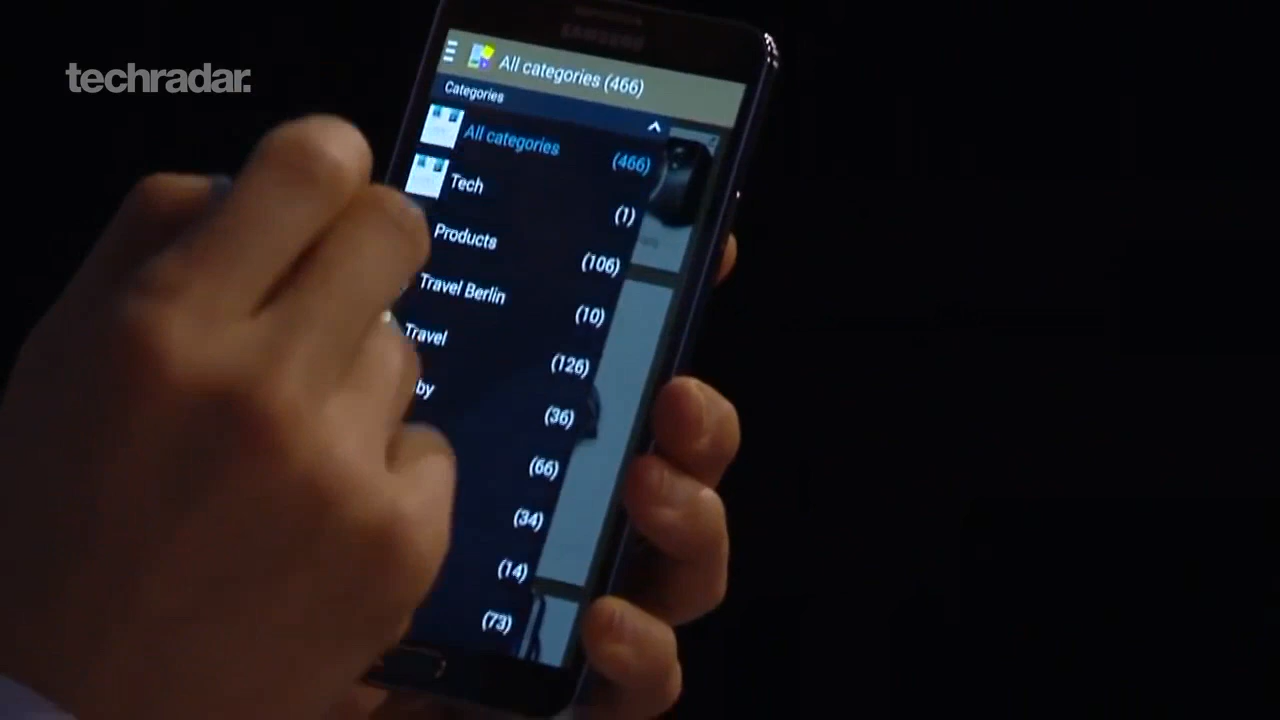 techradar.
SAMSUNG
All categories (466)
Categories
All categories (466)
Tech (1)
Products (106)
Travel Berlin (10)
Travel (126)
by (36)
(66)
(34)
(14)
(73)